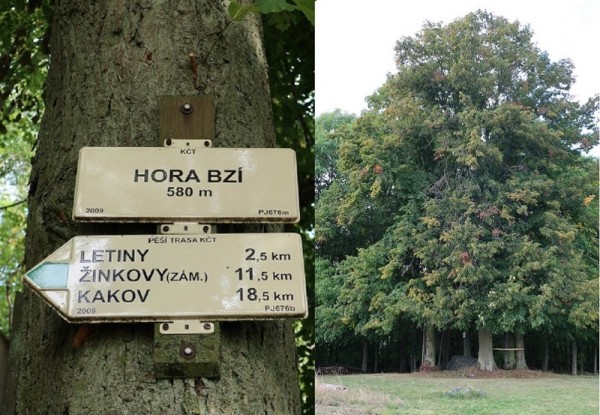 KČT
HORA BZÍ
580 m
2009 PJ676m
PĚŠÍ TRASA KČT
LETINY 2,5 km
ŽINKOVY(ZÁM.) 11,5 km
KAKOV 18,5 km
2009 PJ676b